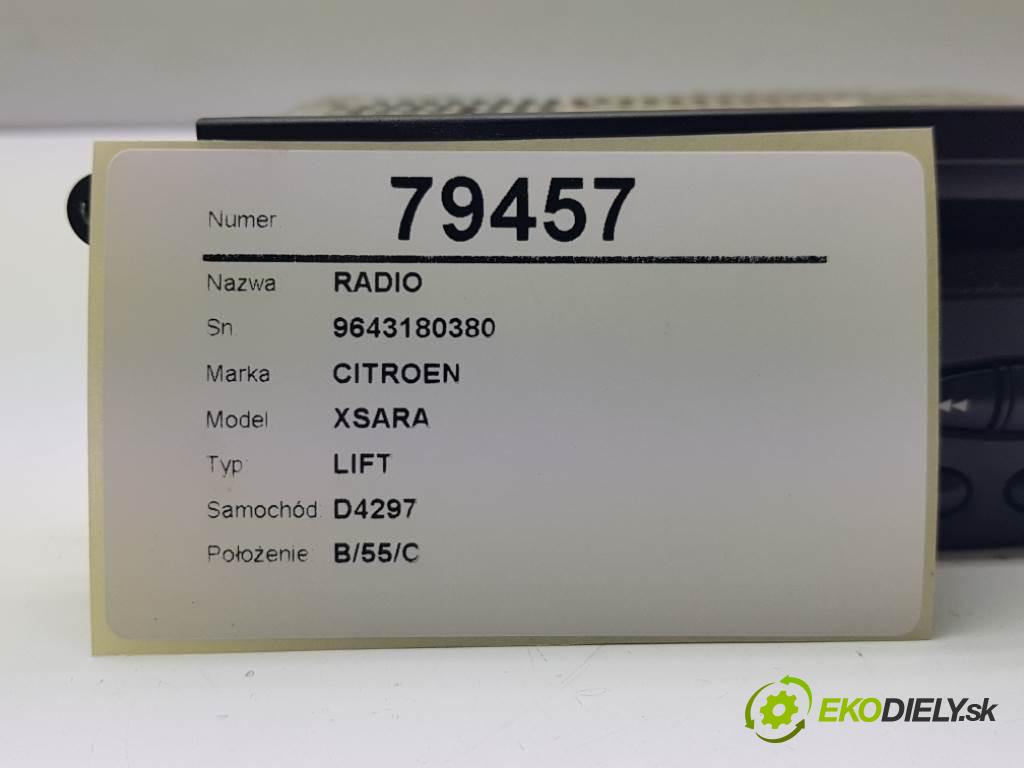 Numer: 79457
Nazwa: RADIO
Sn: 9643180380
Marka CITROEN
Model XSARA
Typ: LIFT
Samochód: D4297
Położenie: B/55/C
EKODIELY.sk